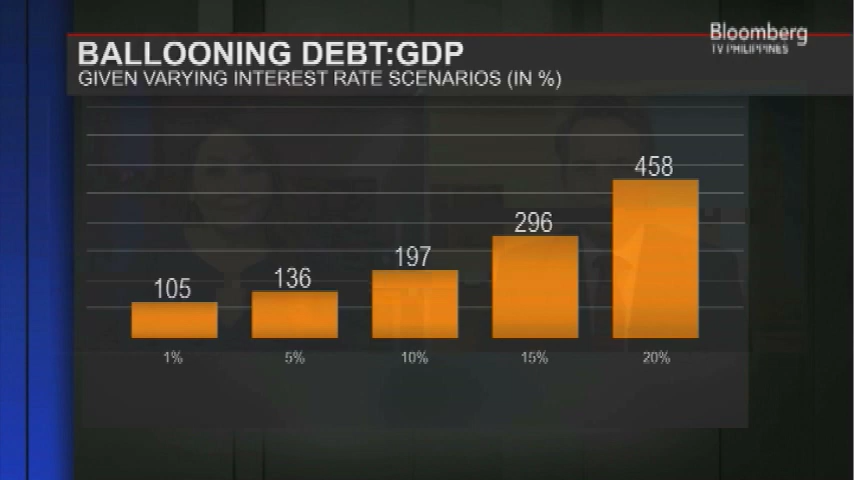 Bloomberg
TV PHILIPPINES
BALLOONING DEBT:GDP
GIVEN VARYING INTEREST RATE SCENARIOS (IN %)
105
136
197
296
458
1%
5%
10%
15%
20%